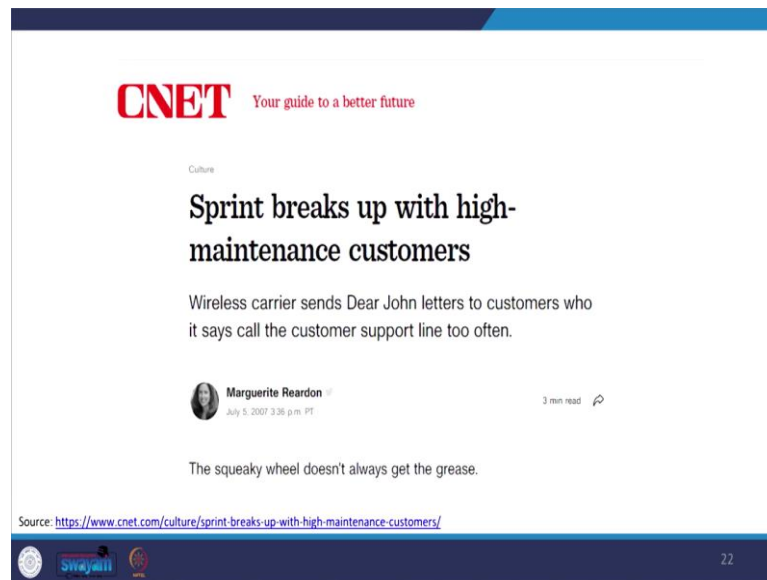 CNET
Your guide to a better future
Culture
Sprint breaks up with high-
maintenance customers
Wireless carrier sends Dear John letters to customers who
it says call the customer support line too often.
Marguerite Reardon
July 5, 2007 3:36 p.m. PT
3 min read
The squeaky wheel doesn't always get the grease.
Source: https://www.cnet.com/culture/sprint-breaks-up-with-high-maintenance-customers/
swayam
22